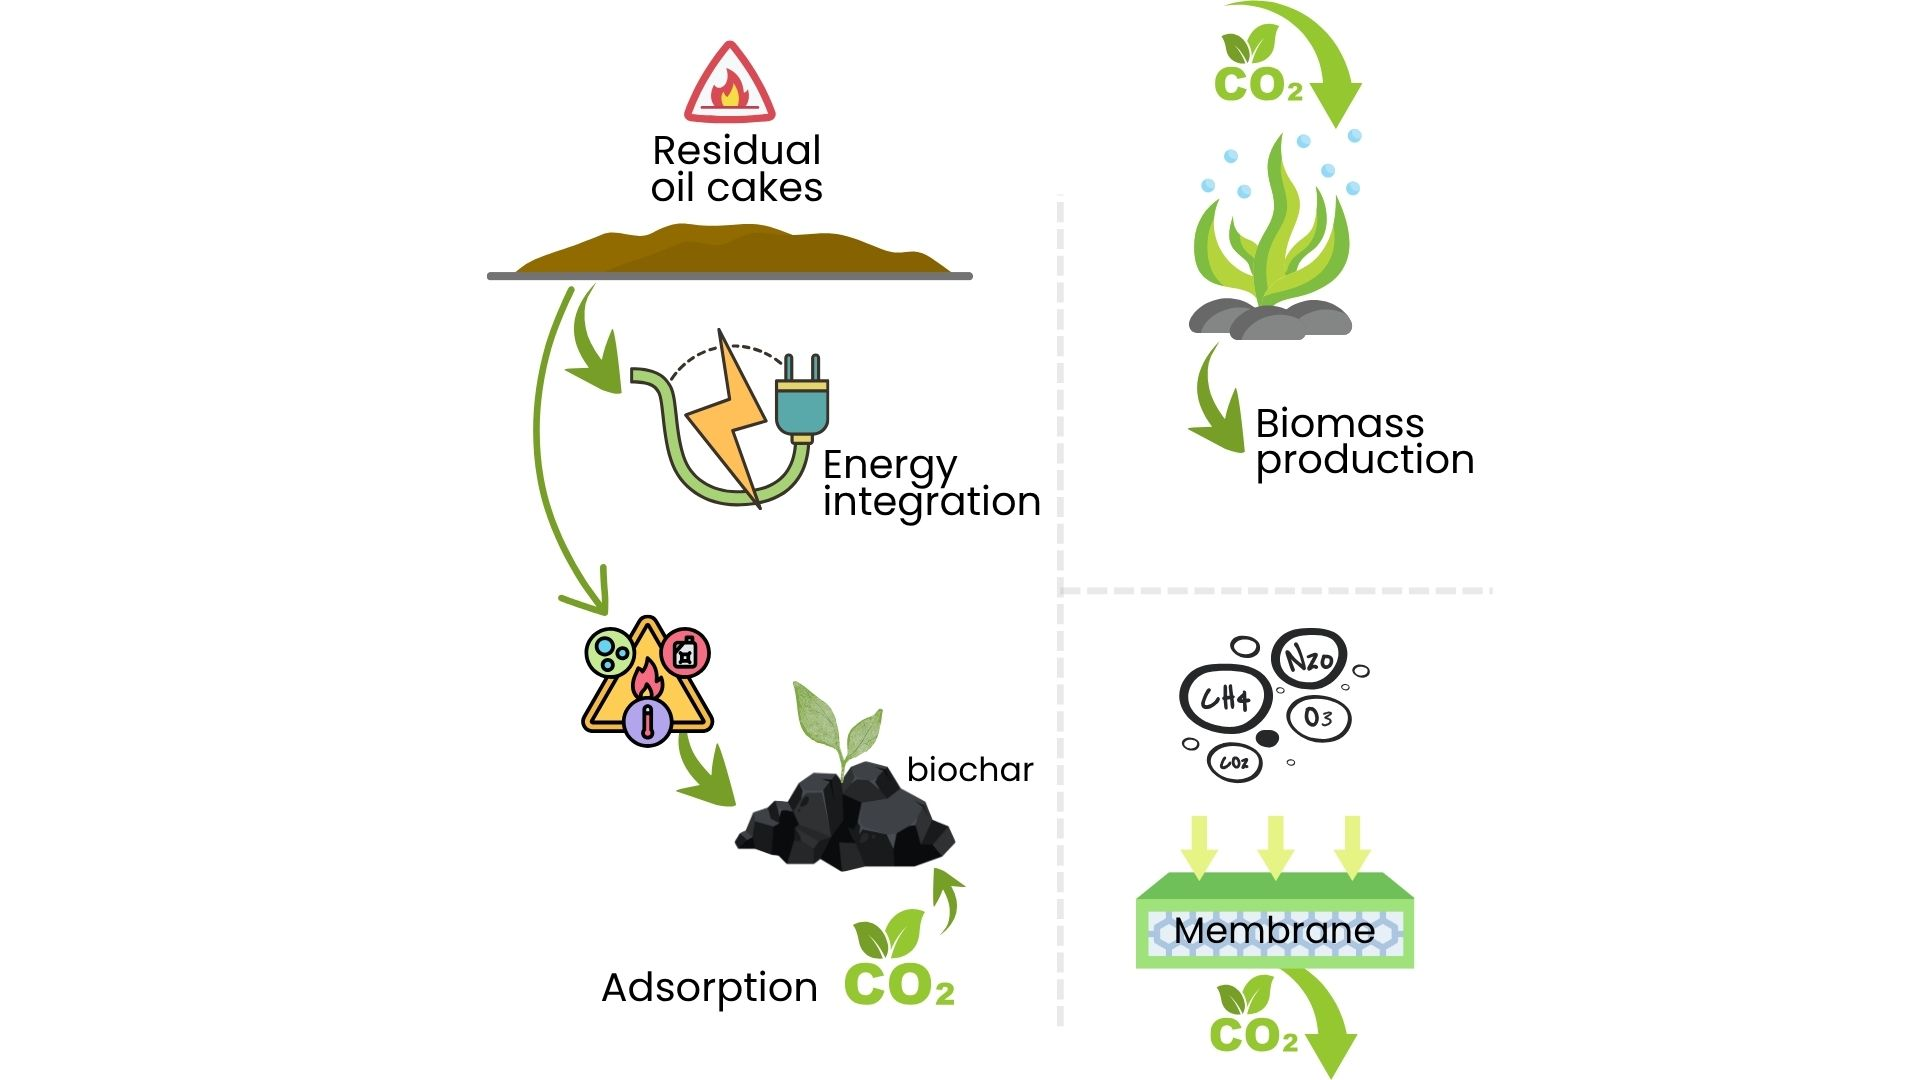 Residual
oil cakes
Energy
integration
biochar
Adsorption
CO₂
CO₂
Biomass
production
N2O
CH4
O3
CO2
Membrane
CO₂